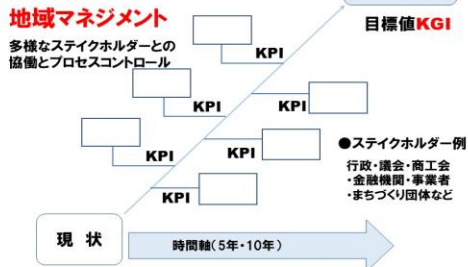 地域マネジメント
多様なステイクホルダーとの
協働とプロセスコントロール
目標値KGI
KPI
KPI
KPI
KPI
KPI
KPI
●ステイクホルダー例
行政・議会・商工会
・金融機関・事業者
・まちづくり団体など
現 状
時間軸(5年・10年)